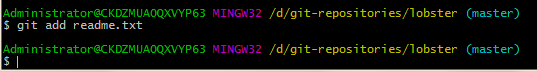 Administrator@CKDZMUAOQXVYP63 MINGW32 /d/git-repositories/lobster (master)
$ git add readme.txt
Administrator@CKDZMUAOQXVYP63 MINGW32 /d/git-repositories/lobster (master)
$